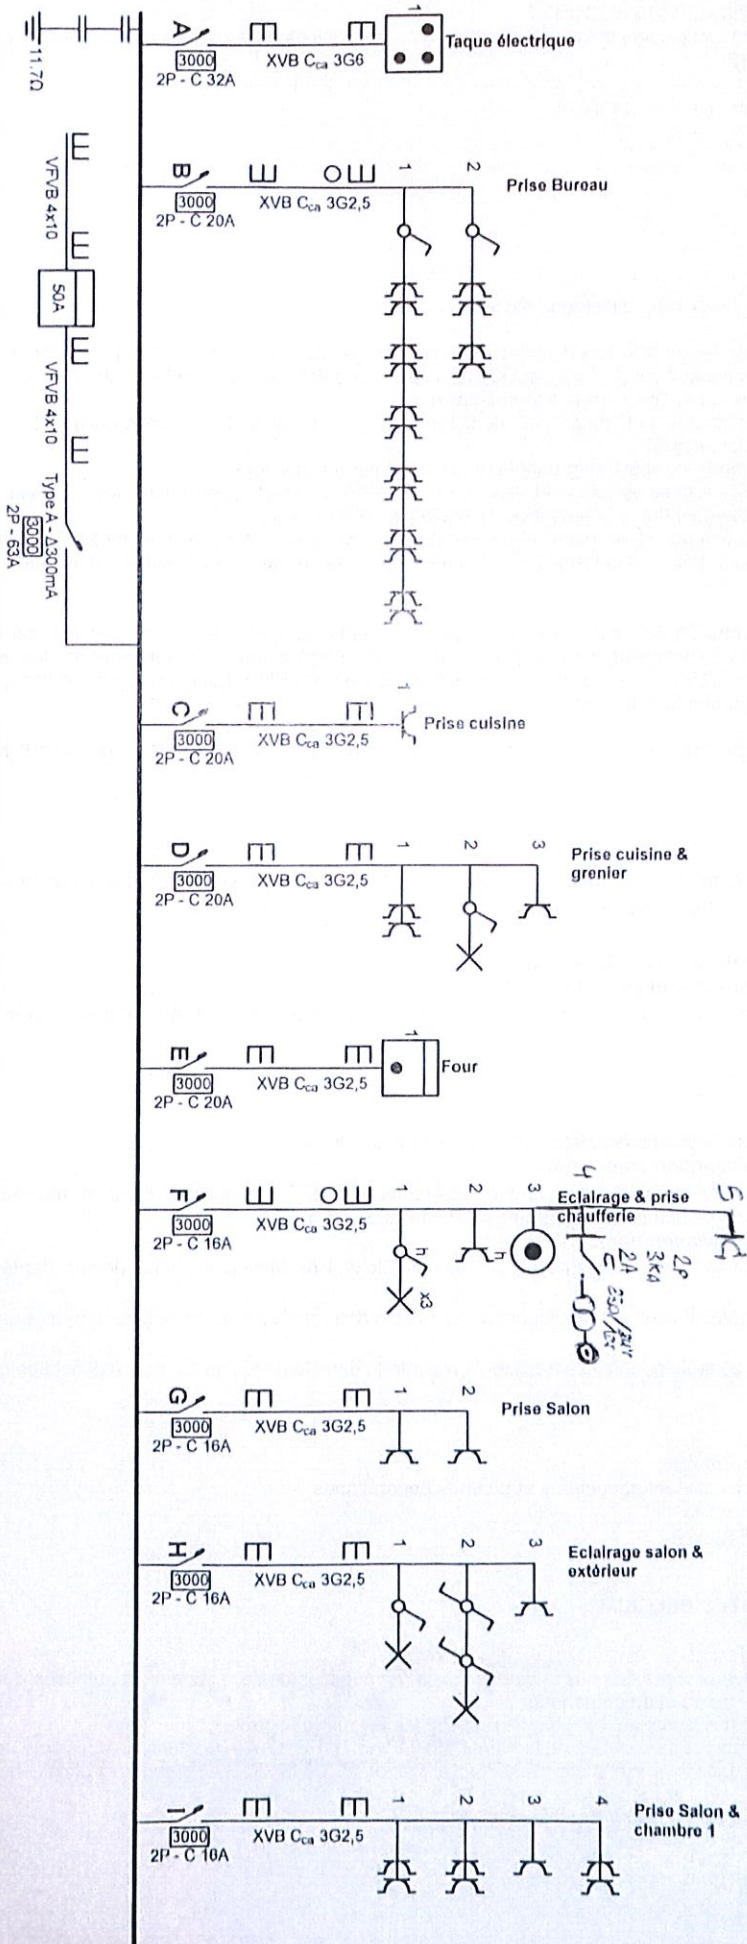 11.7Ω
VFVB 4x10
50A
VFVB 4x10
Type A - Δ300mA
3000
2P - 63A
A
3000
2P - C 32A
XVB Cca 3G6
1
Taque électrique
B
3000
2P - C 20A
XVB Cca 3G2,5
1
2
Prise Bureau
C
3000
2P - C 20A
XVB Cca 3G2,5
1
Prise cuisine
D
3000
2P - C 20A
XVB Cca 3G2,5
1
2
3
Prise cuisine &
grenier
E
3000
2P - C 20A
XVB Cca 3G2,5
1
Four
F
3000
2P - C 16A
XVB Cca 3G2,5
1
h
x3
2
h
3
4
5
Eclairage & prise
chaufferie
2P
3KA
2A
C
G
3000
2P - C 16A
XVB Cca 3G2,5
1
2
Prise Salon
H
3000
2P - C 16A
XVB Cca 3G2,5
1
2
3
Eclairage salon &
extérieur
I
3000
2P - C 16A
XVB Cca 3G2,5
1
2
3
4
Prise Salon &
chambre 1